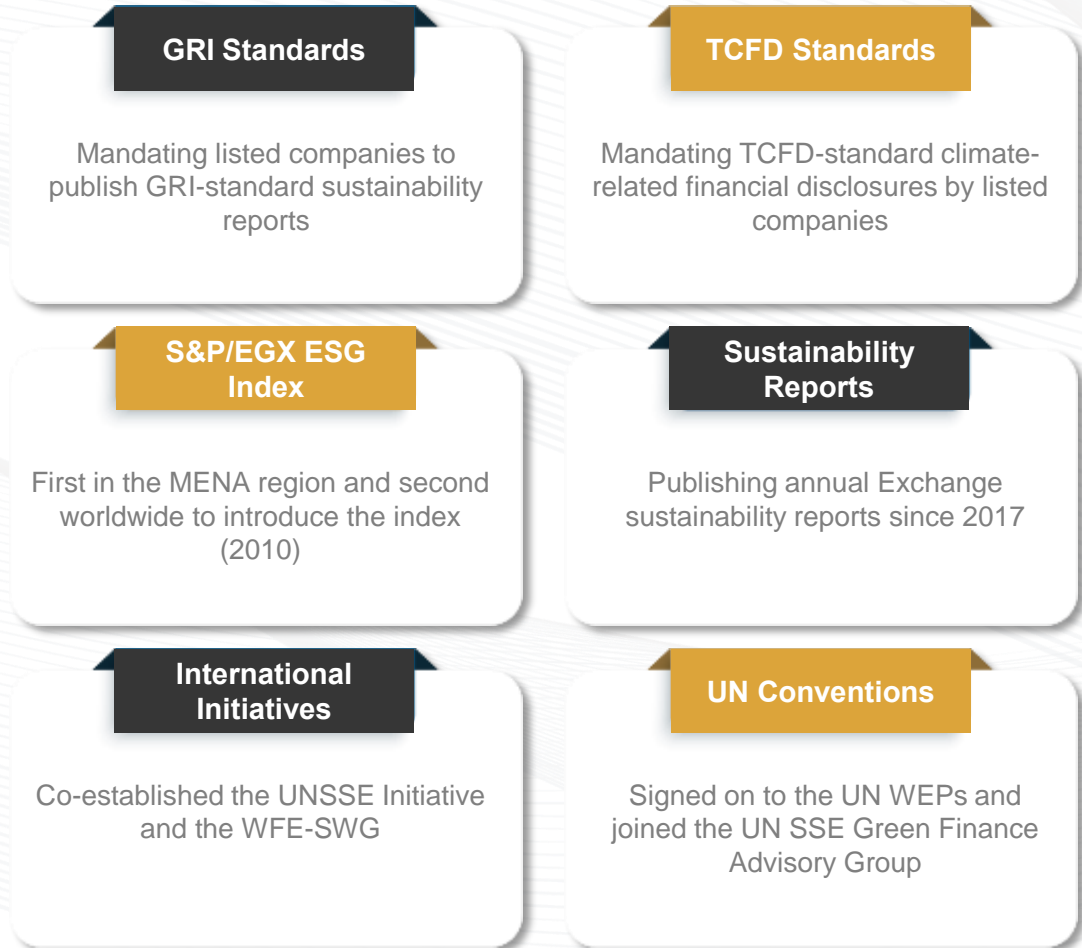 GRI Standards
Mandating listed companies to
publish GRI-standard sustainability
reports
TCFD Standards
Mandating TCFD-standard climate-
related financial disclosures by listed
companies
S&P/EGX ESG
Index
First in the MENA region and second
worldwide to introduce the index
(2010)
Sustainability
Reports
Publishing annual Exchange
sustainability reports since 2017
International
Initiatives
Co-established the UNSSE Initiative
and the WFE-SWG
UN Conventions
Signed on to the UN WEPs and
joined the UN SSE Green Finance
Advisory Group